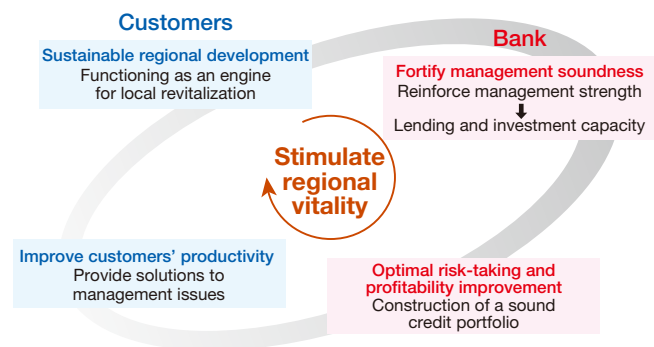 Customers
Sustainable regional development
Functioning as an engine
for local revitalization
Bank
Fortify management soundness
Reinforce management strength
Lending and investment capacity
Stimulate
regional
vitality
Improve customers’ productivity
Provide solutions to
management issues
Optimal risk-taking and
profitability improvement
Construction of a sound
credit portfolio